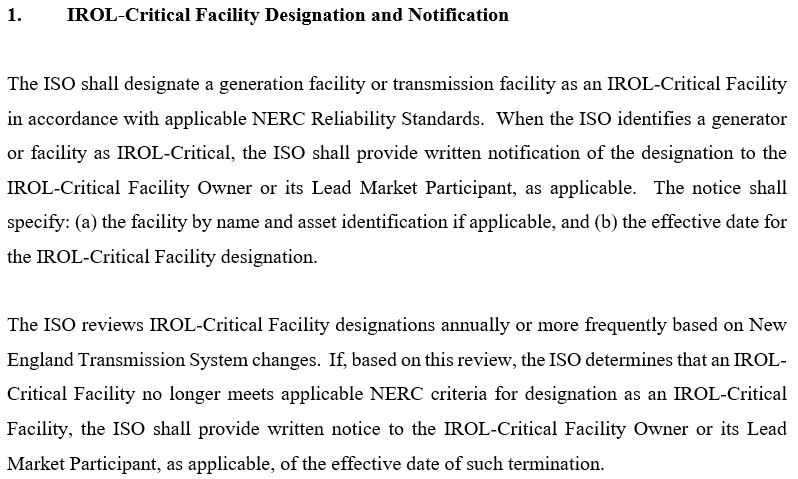 1. IROL-Critical Facility Designation and Notification
The ISO shall designate a generation facility or transmission facility as an IROL-Critical Facility
in accordance with applicable NERC Reliability Standards. When the ISO identifies a generator
or facility as IROL-Critical, the ISO shall provide written notification of the designation to the
IROL-Critical Facility Owner or its Lead Market Participant, as applicable. The notice shall
specify: (a) the facility by name and asset identification if applicable, and (b) the effective date for
the IROL-Critical Facility designation.
The ISO reviews IROL-Critical Facility designations annually or more frequently based on New
England Transmission System changes. If, based on this review, the ISO determines that an IROL-
Critical Facility no longer meets applicable NERC criteria for designation as an IROL-Critical
Facility, the ISO shall provide written notice to the IROL-Critical Facility Owner or its Lead
Market Participant, as applicable, of the effective date of such termination.